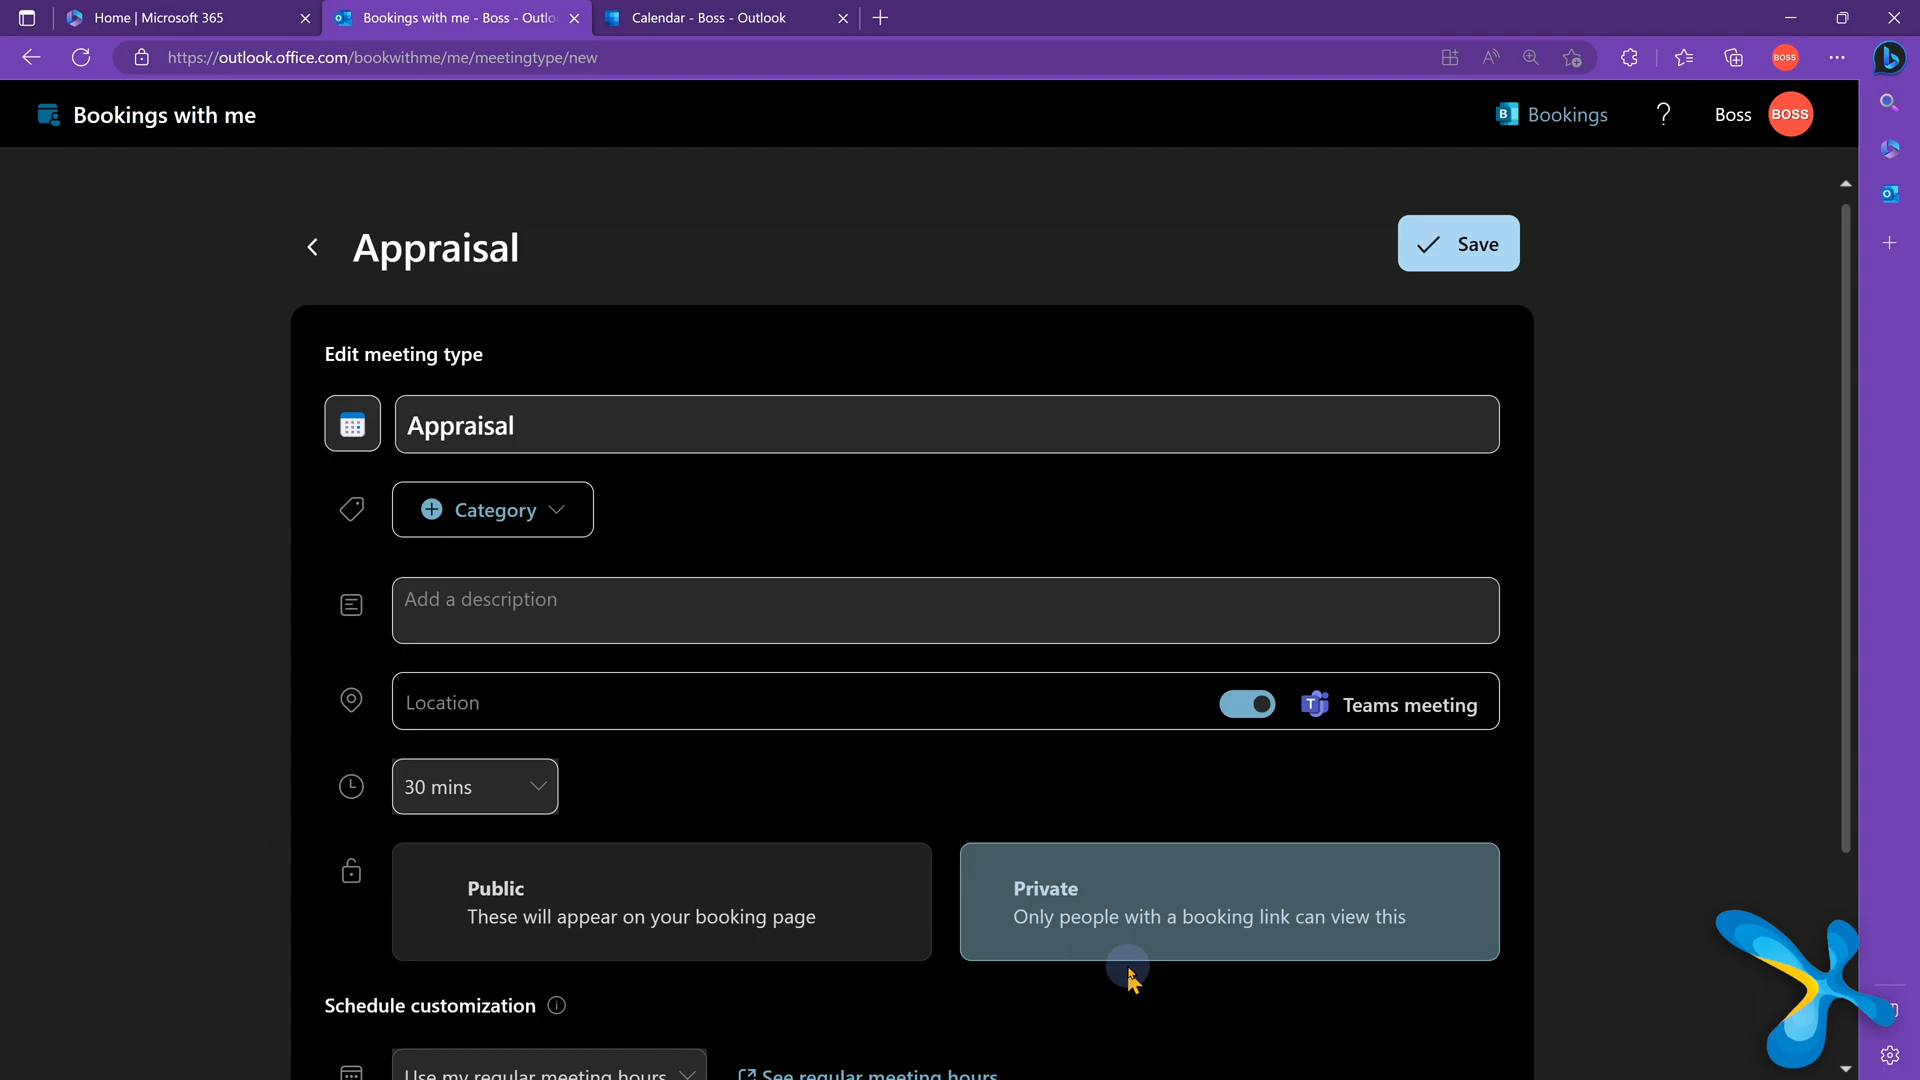 Home | Microsoft 365
Bookings with me - Boss - Outlo
Calendar - Boss - Outlook
https://outlook.office.com/bookwithme/me/meetingtype/new
BOSS
Bookings with me
B Bookings
?
Boss
BOSS
Appraisal
Save
Edit meeting type
Appraisal
Category
Add a description
Location
Teams meeting
30 mins
Public
These will appear on your booking page
Private
Only people with a booking link can view this
Schedule customization
Use my regular meeting hours
See regular meeting hours